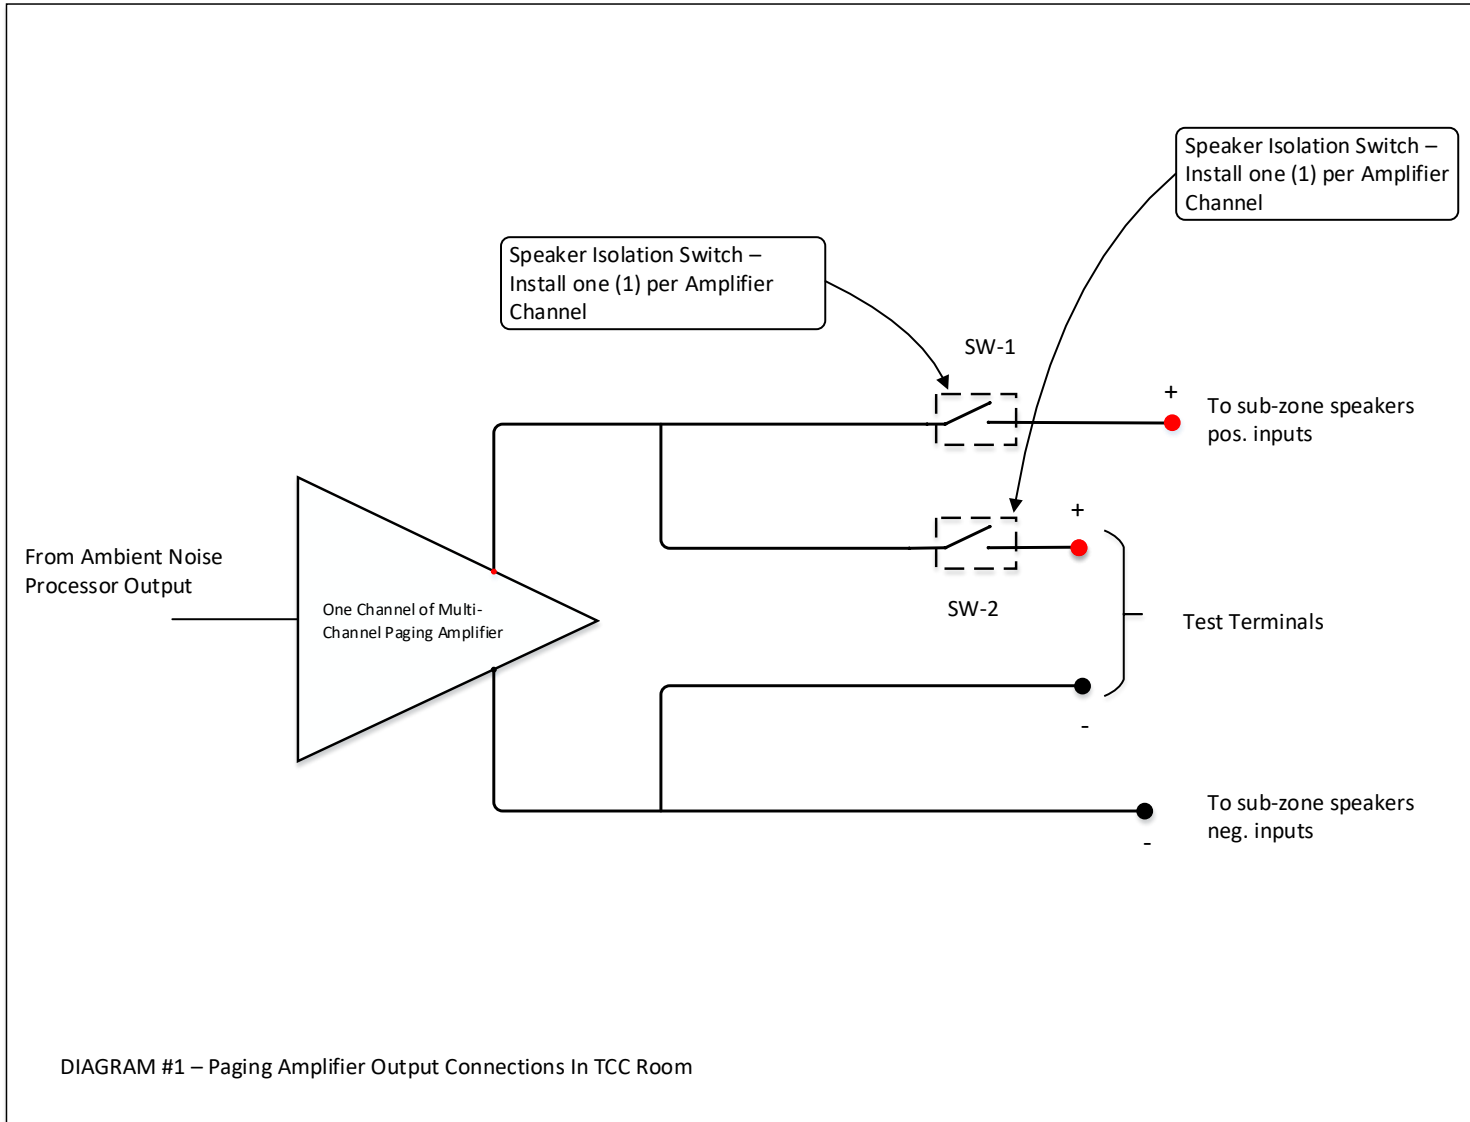 Speaker Isolation Switch –
Install one (1) per Amplifier
Channel
Speaker Isolation Switch –
Install one (1) per Amplifier
Channel
SW-1
+
To sub-zone speakers
pos. inputs
+
From Ambient Noise
Processor Output
One Channel of Multi-
Channel Paging Amplifier
SW-2
Test Terminals
-
To sub-zone speakers
neg. inputs
-
DIAGRAM #1 – Paging Amplifier Output Connections In TCC Room